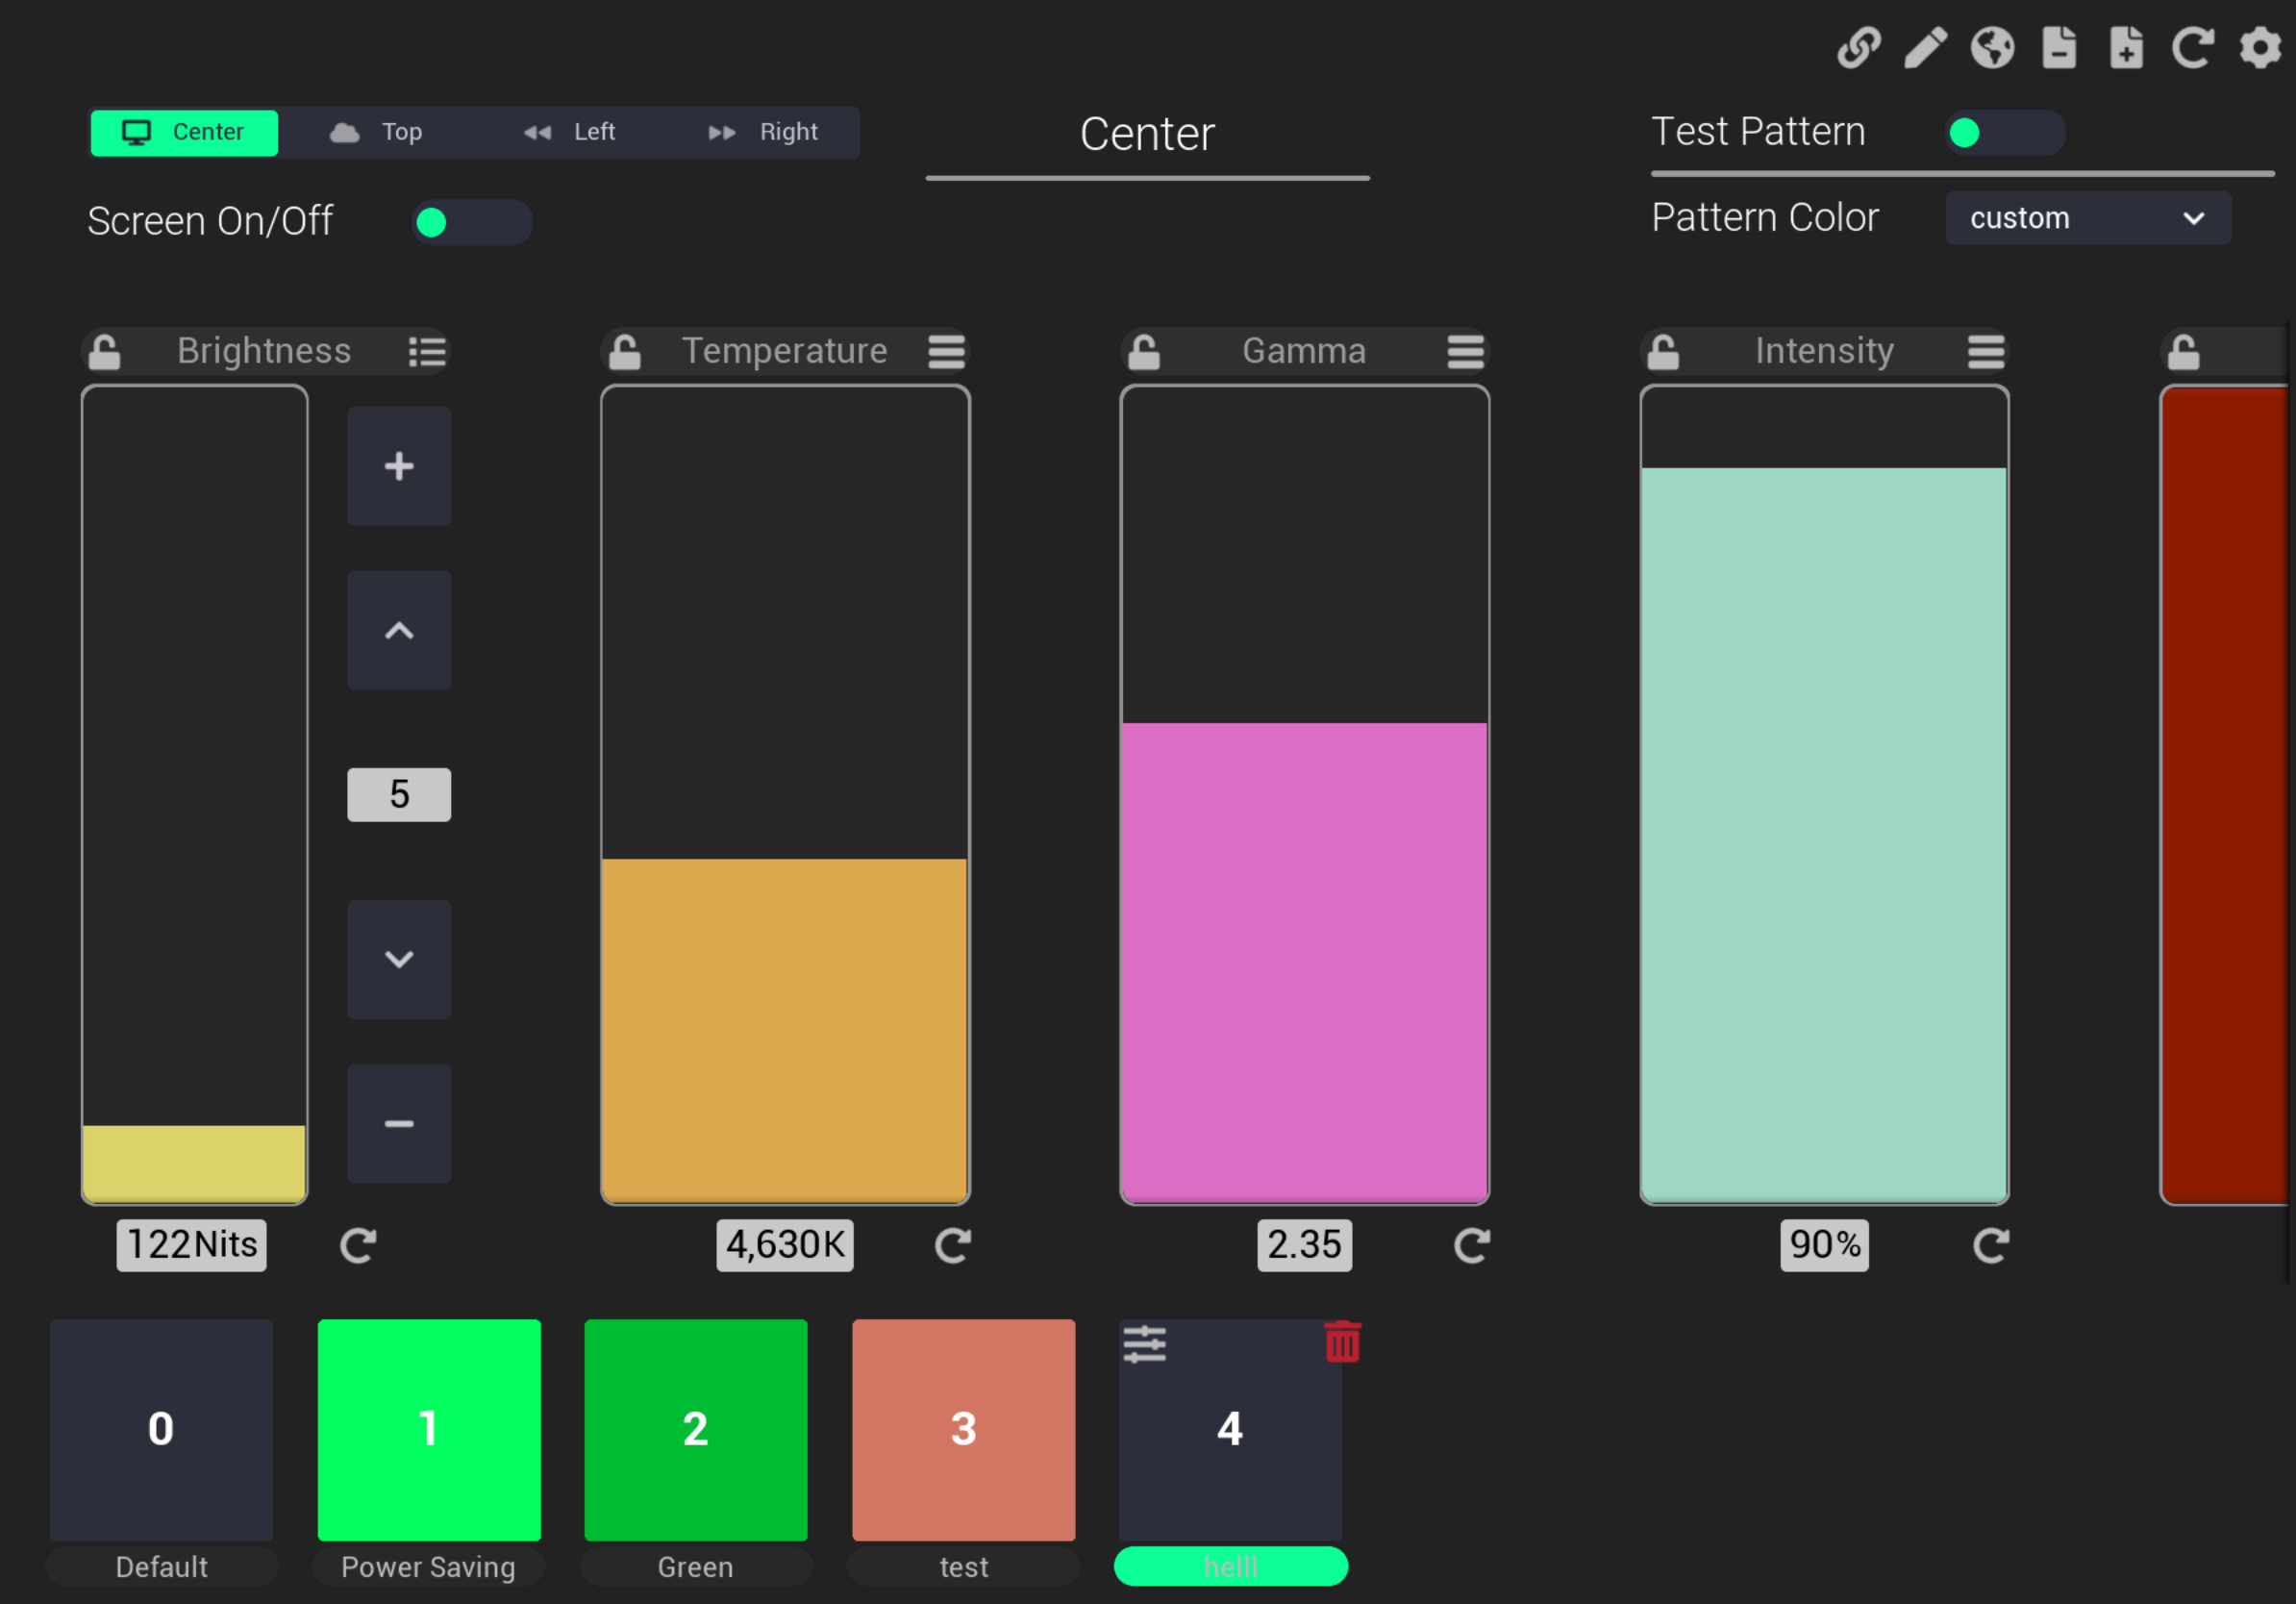 Center
Top
Left
Right
Center
Test Pattern
Screen On/Off
Pattern Color
custom
Brightness
Temperature
Gamma
Intensity
5
122Nits
4,630K
2.35
90%
0
1
2
3
4
Default
Power Saving
Green
test
helll